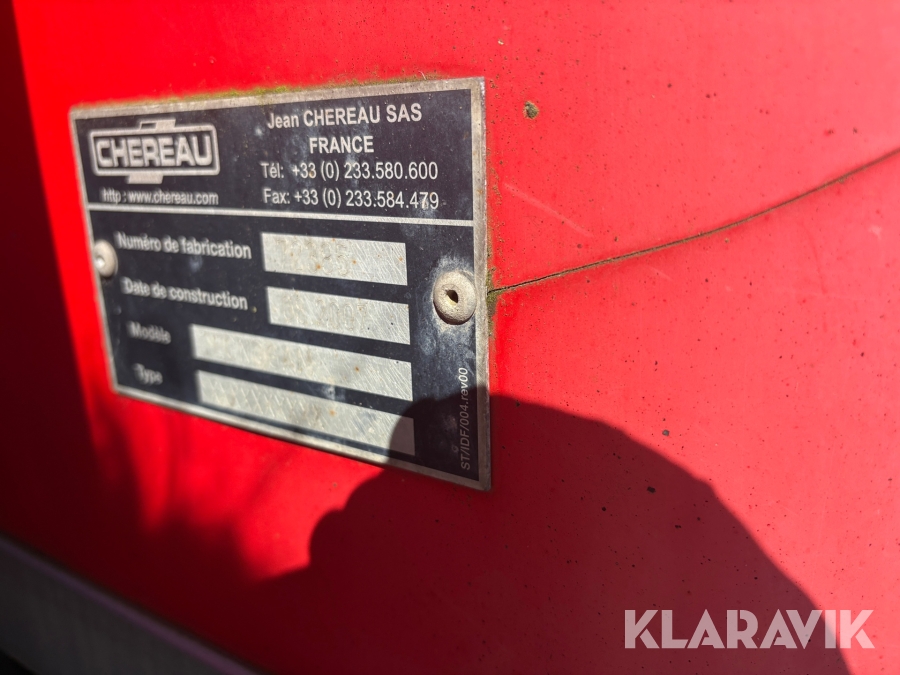 CHEREAU
http : www.chereau.com
Jean CHEREAU SAS
FRANCE
Tél: +33 (0) 233.580.600
Fax: +33 (0) 233.584.479
Numéro de fabrication
Date de construction
Modèle
Type
ST/IDF/004.rev00
KLARAVIK